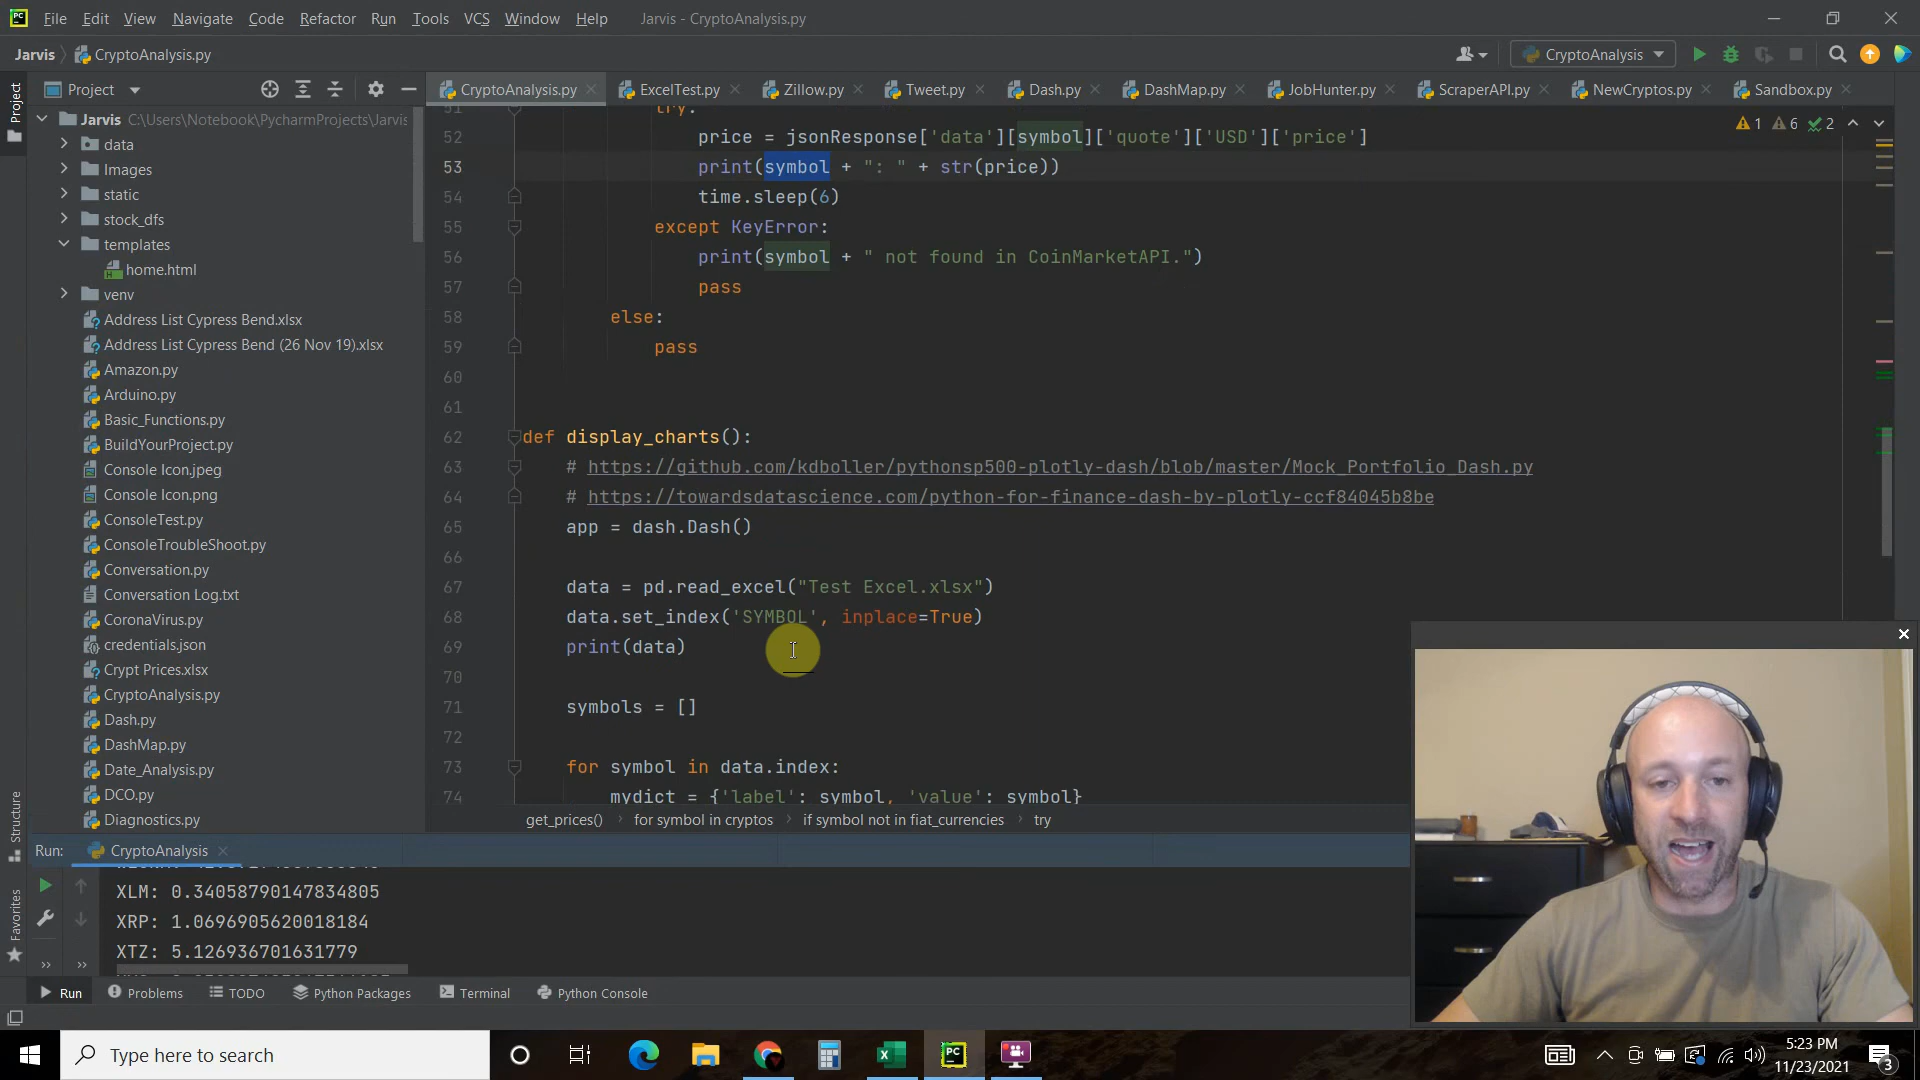 File Edit View Navigate Code Refactor Run Tools VCS Window Help Jarvis - CryptoAnalysis.py
Jarvis CryptoAnalysis.py CryptoAnalysis
Project
Project
CryptoAnalysis.py ExcelTest.py Zillow.py Tweet.py Dash.py DashMap.py JobHunter.py ScraperAPI.py NewCryptos.py Sandbox.py
Jarvis C:\Users\Notebook\PycharmProjects\Jarvis
data
Images
static
stock_dfs
templates
home.html
venv
Address List Cypress Bend.xlsx
Address List Cypress Bend (26 Nov 19).xlsx
Amazon.py
Arduino.py
Basic_Functions.py
BuildYourProject.py
Console Icon.jpeg
Console Icon.png
ConsoleTest.py
ConsoleTroubleShoot.py
Conversation.py
Conversation Log.txt
CoronaVirus.py
credentials.json
Crypt Prices.xlsx
CryptoAnalysis.py
Dash.py
DashMap.py
Date_Analysis.py
DCO.py
Diagnostics.py
1 6 2
51 try:
52 price = jsonResponse['data'][symbol]['quote']['USD']['price']
53 print(symbol + ": " + str(price))
54 time.sleep(6)
55 except KeyError:
56 print(symbol + " not found in CoinMarketAPI.")
57 pass
58 else:
59 pass
60
61
62 def display_charts():
63 # https://github.com/kdboller/pythonsp500-plotly-dash/blob/master/Mock_Portfolio_Dash.py
64 # https://towardsdatascience.com/python-for-finance-dash-by-plotly-ccf84045b8be
65 app = dash.Dash()
66
67 data = pd.read_excel("Test Excel.xlsx")
68 data.set_index('SYMBOL', inplace=True)
69 print(data)
70
71 symbols = []
72
73 for symbol in data.index:
74 mydict = {'label': symbol, 'value': symbol}
get_prices() for symbol in cryptos if symbol not in fiat_currencies try
Structure
Favorites
Run: CryptoAnalysis
XLM: 0.34058790147834805
XRP: 1.0696905620018184
XTZ: 5.126936701631779
Run Problems TODO Python Packages Terminal Python Console
Type here to search
5:23 PM
11/23/2021
3